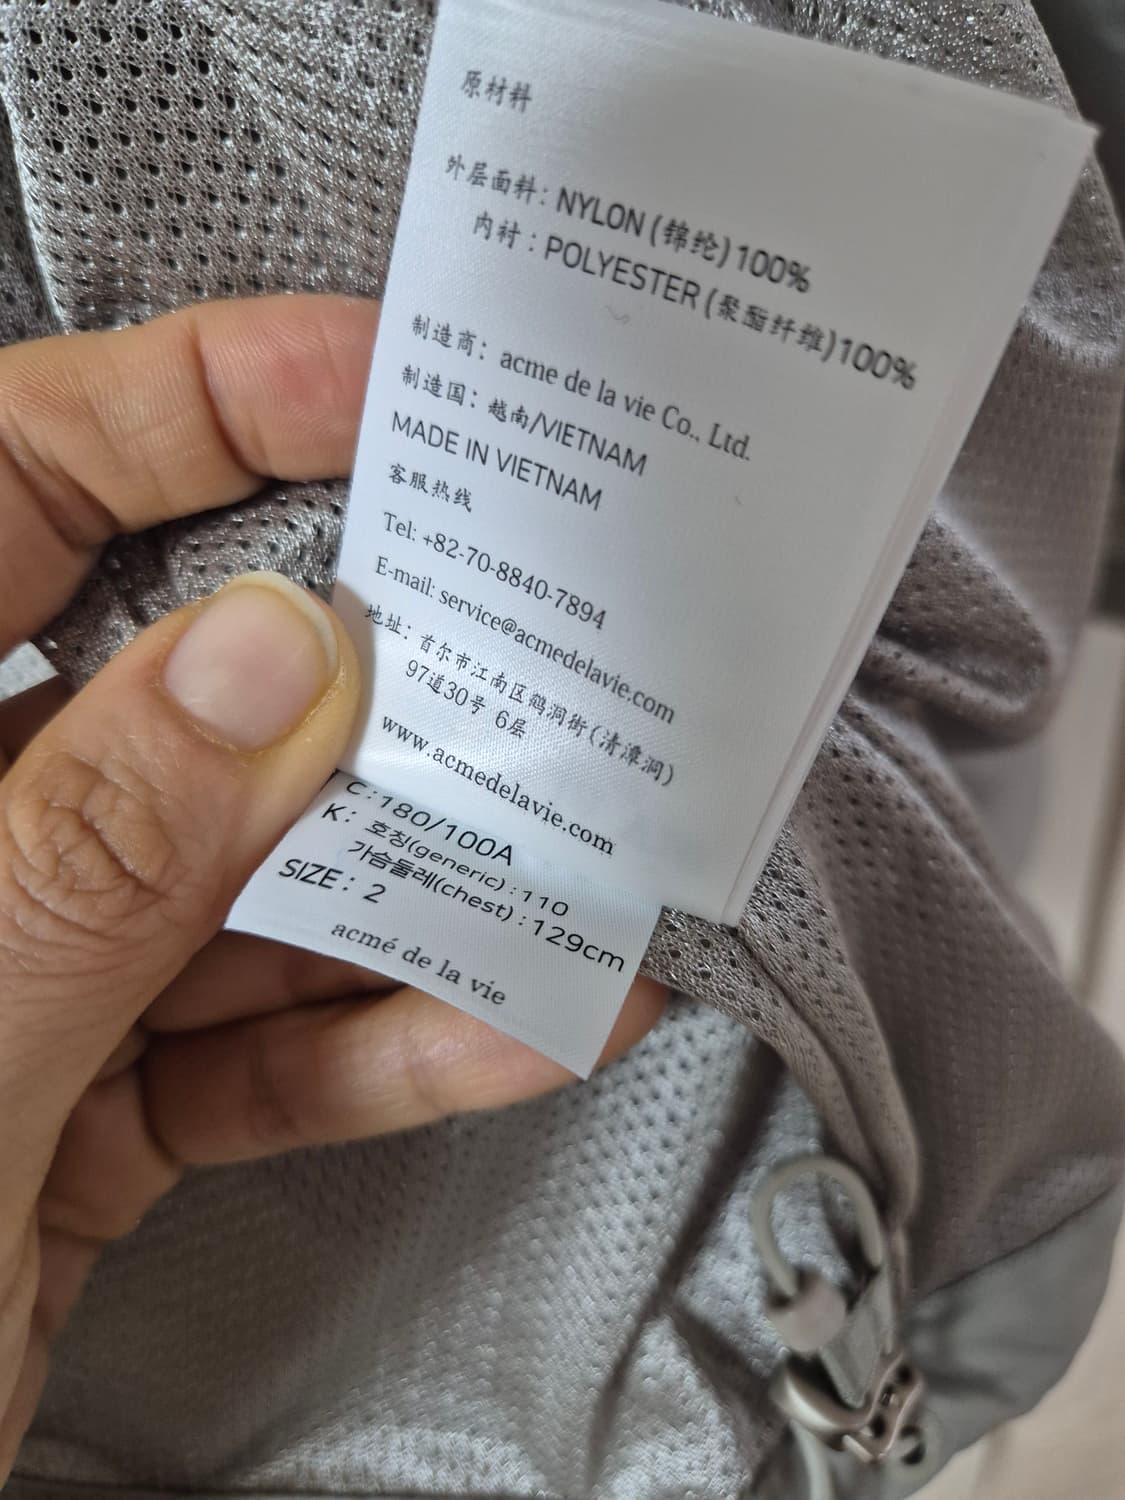 原材料
外层面料: NYLON (锦纶) 100%
内衬 : POLYESTER (聚酯纤维) 100%
制造商: acme de la vie Co., Ltd.
制造国: 越南/VIETNAM
MADE IN VIETNAM
客服热线
Tel: +82-70-8840-7894
E-mail: service@acmedelavie.com
地址: 首尔市江南区鹤洞街(清漳洞)
97道30号 6层
www.acmedelavie.com
C : 180/100A
K : 호칭(generic) : 110
가슴둘레(chest) : 129cm
SIZE : 2
acmé de la vie